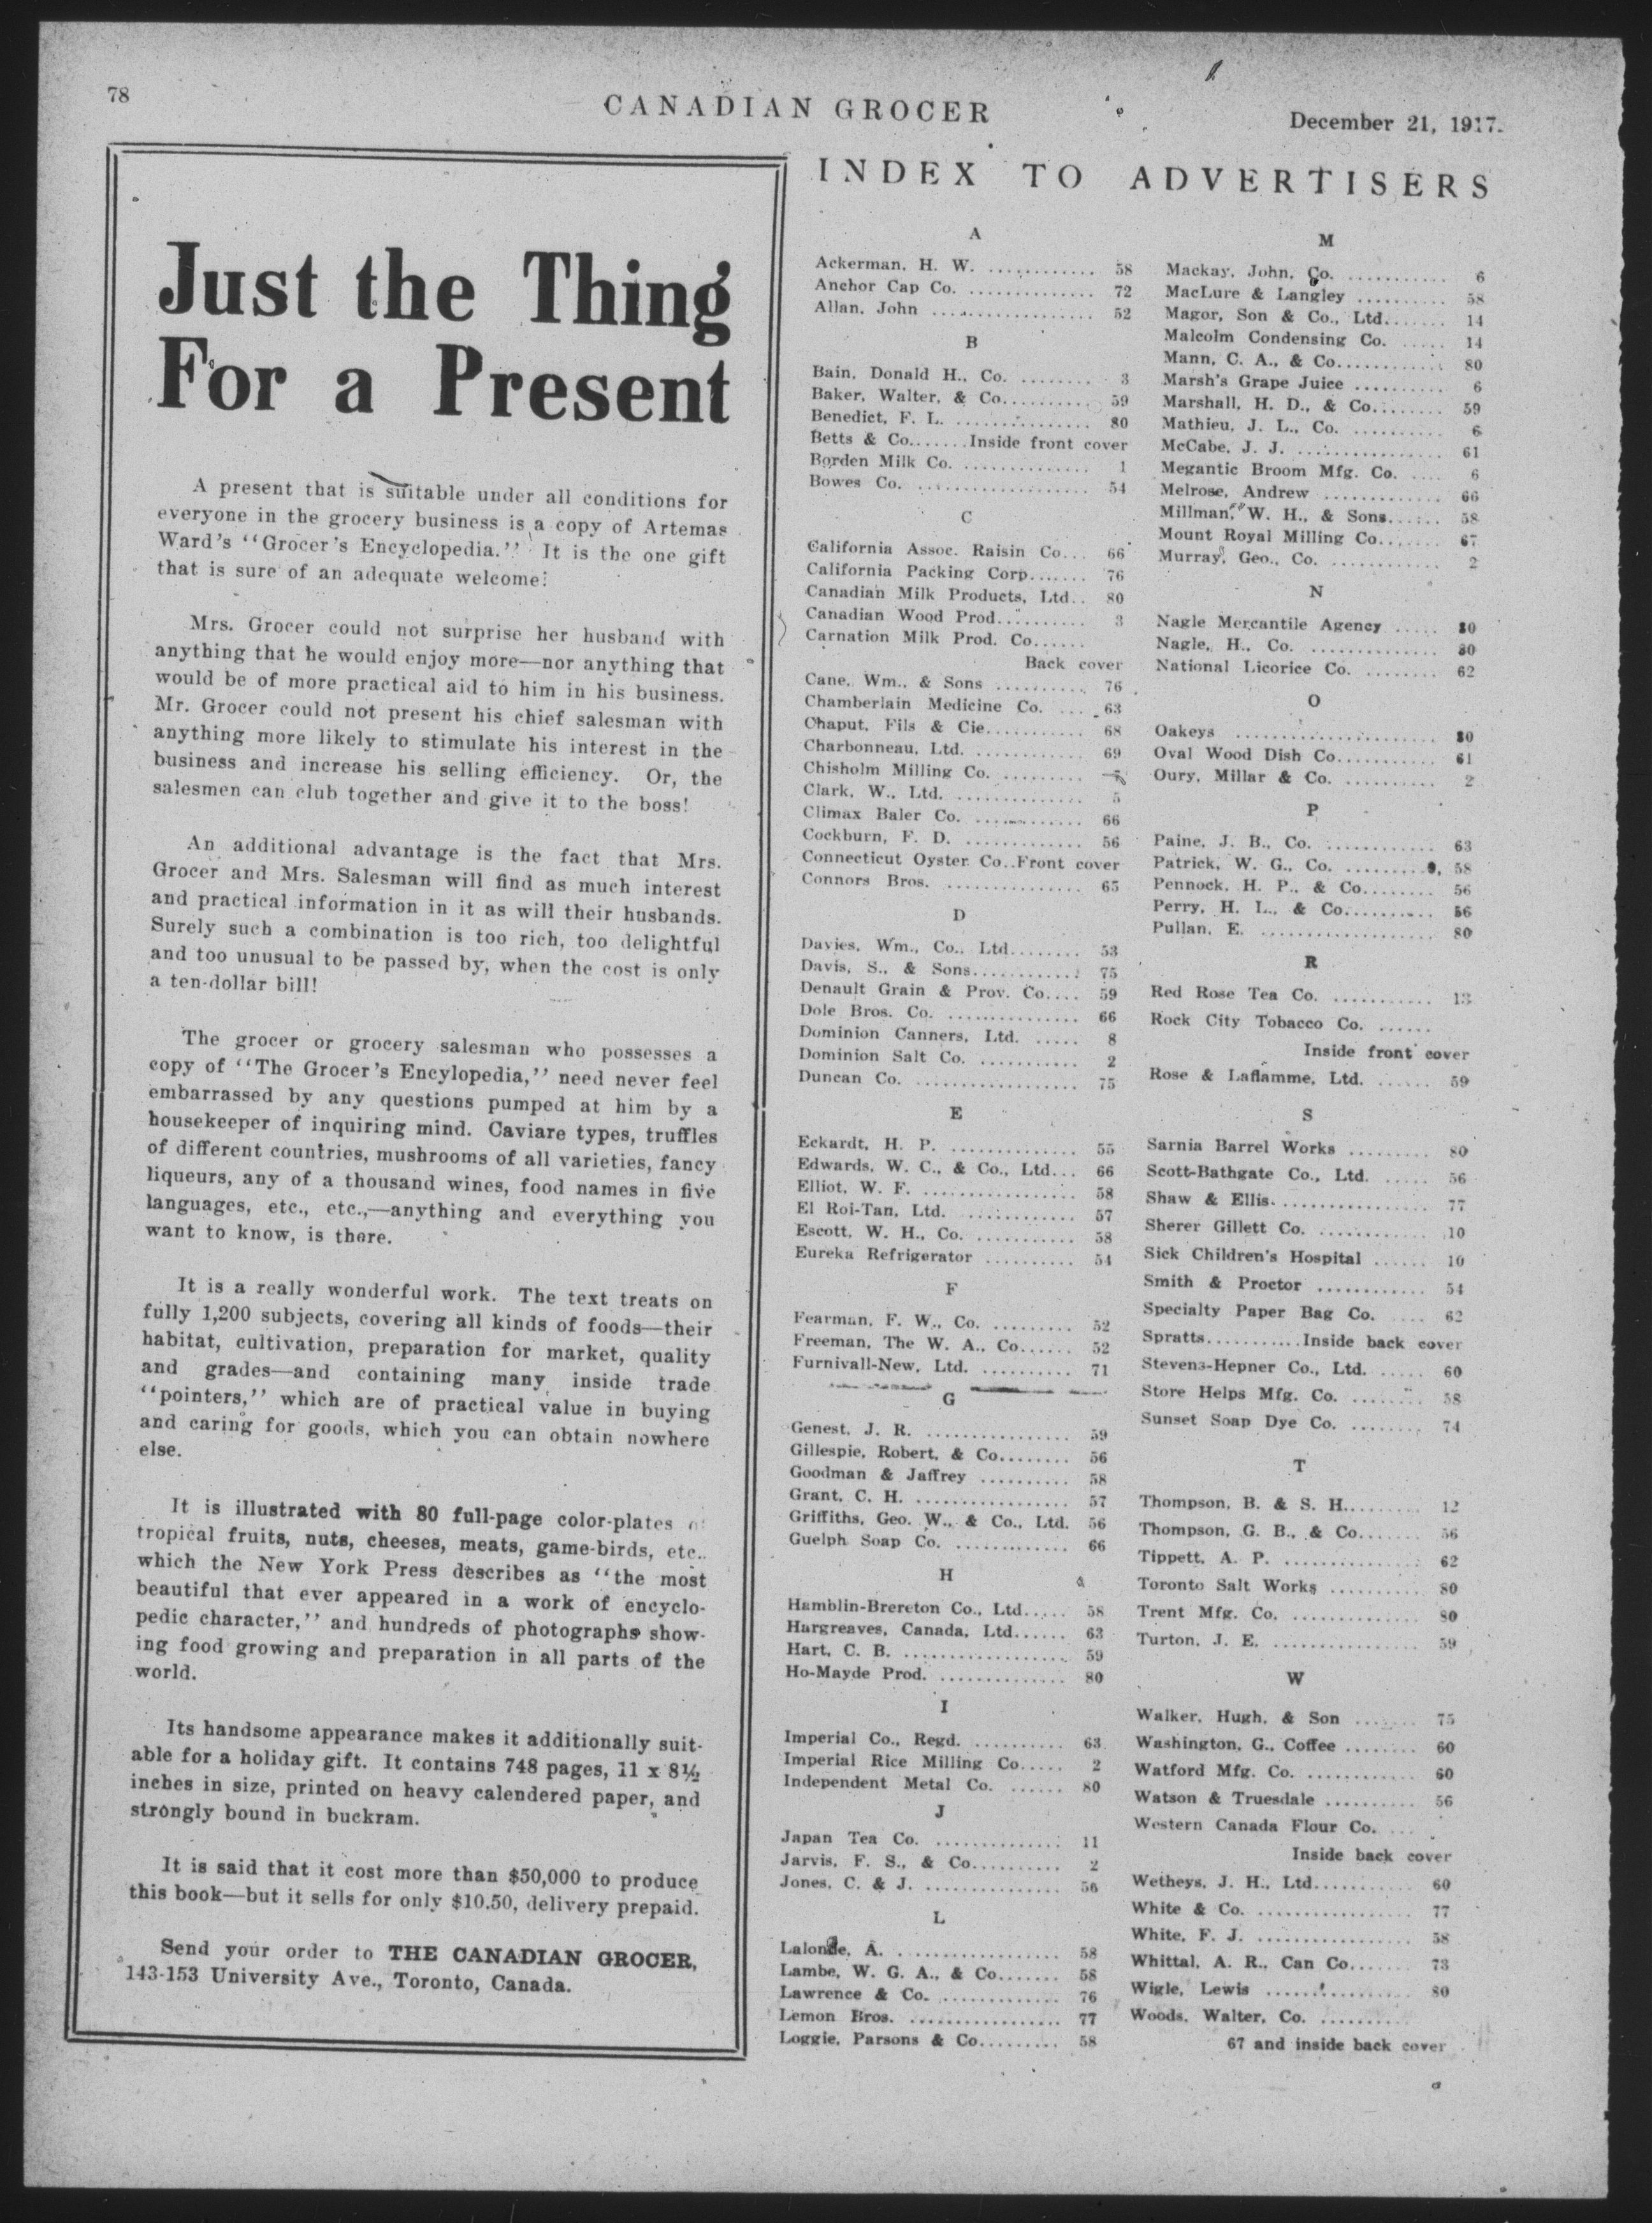 78
CANADIAN GROCER
December 21, 1917.
Just the Thing
For a Present
A present that is suitable under all conditions for
everyone in the grocery business is a copy of Artemas
Ward's "Grocer's Encyclopedia." It is the one gift
that is sure of an adequate welcome:
Mrs. Grocer could not surprise her husband with
anything that he would enjoy more—nor anything that
would be of more practical aid to him in his business.
Mr. Grocer could not present his chief salesman with
anything more likely to stimulate his interest in the
business and increase his selling efficiency. Or, the
salesmen can club together and give it to the boss!
An additional advantage is the fact that Mrs.
Grocer and Mrs. Salesman will find as much interest
and practical information in it as will their husbands.
Surely such a combination is too rich, too delightful
and too unusual to be passed by, when the cost is only
a ten-dollar bill!
The grocer or grocery salesman who possesses a
copy of "The Grocer's Encylopedia," need never feel
embarrassed by any questions pumped at him by a
housekeeper of inquiring mind. Caviare types, truffles
of different countries, mushrooms of all varieties, fancy
liqueurs, any of a thousand wines, food names in five
languages, etc., etc.,—anything and everything you
want to know, is there.
It is a really wonderful work. The text treats on
fully 1,200 subjects, covering all kinds of foods—their
habitat, cultivation, preparation for market, quality
and grades—and containing many inside trade
"pointers," which are of practical value in buying
and caring for goods, which you can obtain nowhere
else.
It is illustrated with 80 full-page color-plates
tropical fruits, nuts, cheeses, meats, game-birds, etc..
which the New York Press describes as "the most
beautiful that ever appeared in a work of encyclo-
pedic character," and hundreds of photographs show-
ing food growing and preparation in all parts of the
world.
Its handsome appearance makes it additionally suit-
able for a holiday gift. It contains 748 pages, 11 x 8½
inches in size, printed on heavy calendered paper, and
strongly bound in buckram.
It is said that it cost more than $50,000 to produce
this book—but it sells for only $10.50, delivery prepaid.
Send your order to THE CANADIAN GROCER,
143-153 University Ave., Toronto, Canada.
INDEX TO ADVERTISERS
A
Ackerman, H. W. ............ 58
Anchor Cap Co. .............. 72
Allan, John .................. 52
B
Bain, Donald H., Co. ........ 3
Baker, Walter, & Co.......... 59
Benedict, F. L. ............... 80
Betts & Co.......Inside front cover
Borden Milk Co. .............. 1
Bowes Co. ................... 54
C
California Assoc. Raisin Co... 66
California Packing Corp....... 76
Canadian Milk Products, Ltd.. 80
Canadian Wood Prod.......... 3
Carnation Milk Prod. Co......
Back cover
Cane, Wm., & Sons .......... 76
Chamberlain Medicine Co. .... 63
Chaput, Fils & Cie........... 68
Charbonneau, Ltd. ............ 69
Chisholm Milling Co. .........
Clark, W., Ltd. .............. 5
Climax Baler Co. ............ 66
Cockburn, F. D. ............. 56
Connecticut Oyster Co..Front cover
Connors Bros. ............... 65
D
Davies, Wm., Co., Ltd........ 53
Davis, S., & Sons............ 75
Denault Grain & Prov. Co.... 59
Dole Bros. Co. ............... 66
Dominion Canners, Ltd. ..... 8
Dominion Salt Co. ........... 2
Duncan Co. .................. 75
E
Eckardt, H. P. .............. 55
Edwards, W. C., & Co., Ltd... 66
Elliot, W. F. ................. 58
El Roi-Tan, Ltd. ............ 57
Escott, W. H., Co. ........... 58
Eureka Refrigerator .......... 54
F
Fearman, F. W., Co. ......... 52
Freeman, The W. A., Co...... 52
Furnivall-New, Ltd. .......... 71
G
Genest, J. R. ................ 59
Gillespie, Robert, & Co........ 56
Goodman & Jaffrey .......... 58
Grant, C. H. ................. 57
Griffiths, Geo. W., & Co., Ltd. 56
Guelph Soap Co. ............. 66
H
Hamblin-Brereton Co., Ltd..... 58
Hargreaves, Canada, Ltd...... 63
Hart, C. B. .................. 59
Ho-Mayde Prod. .............. 80
I
Imperial Co., Regd. .......... 63
Imperial Rice Milling Co..... 2
Independent Metal Co. ...... 80
J
Japan Tea Co. .............. 11
Jarvis, F. S., & Co.......... 2
Jones, C. & J. ............... 56
L
Lalonde, A. .................. 58
Lambe, W. G. A., & Co....... 58
Lawrence & Co. ............. 76
Lemon Bros. ................. 77
Loggie, Parsons & Co......... 58
M
Mackay, John, Co. ........... 6
MacLure & Langley .......... 58
Magor, Son & Co., Ltd....... 14
Malcolm Condensing Co. ..... 14
Mann, C. A., & Co............ 80
Marsh's Grape Juice .......... 6
Marshall, H. D., & Co........ 59
Mathieu, J. L., Co. .......... 6
McCabe, J. J. ................ 61
Megantic Broom Mfg. Co. .... 6
Melrose, Andrew ............. 66
Millman, W. H., & Sons...... 58
Mount Royal Milling Co....... 67
Murray, Geo., Co. ............ 2
N
Nagle Mercantile Agency ..... 80
Nagle, H., Co. .............. 80
National Licorice Co. ........ 62
O
Oakeys ...................... 80
Oval Wood Dish Co........... 61
Oury, Millar & Co. .......... 2
P
Paine, J. B., Co. ............ 63
Patrick, W. G., Co. .........9, 58
Pennock, H. P., & Co........ 56
Perry, H. L., & Co.......... 56
Pullan, E. ................... 80
R
Red Rose Tea Co. ........... 13
Rock City Tobacco Co. ......
Inside front cover
Rose & Laflamme, Ltd. ...... 59
S
Sarnia Barrel Works ......... 80
Scott-Bathgate Co., Ltd. ..... 56
Shaw & Ellis................. 77
Sherer Gillett Co. ............ 10
Sick Children's Hospital ...... 10
Smith & Proctor ............ 54
Specialty Paper Bag Co. .... 62
Spratts...........Inside back cover
Stevens-Hepner Co., Ltd. ..... 60
Store Helps Mfg. Co. ........ 58
Sunset Soap Dye Co. ........ 74
T
Thompson, B. & S. H......... 12
Thompson, G. B., & Co....... 56
Tippett, A. P. ............... 62
Toronto Salt Works .......... 80
Trent Mfg. Co. .............. 80
Turton, J. E. ................ 59
W
Walker, Hugh, & Son ....... 75
Washington, G., Coffee ........ 60
Watford Mfg. Co. ............ 60
Watson & Truesdale .......... 56
Western Canada Flour Co. ...
Inside back cover
Wetheys, J. H., Ltd........... 60
White & Co. ................. 77
White, F. J. ................. 58
Whittal, A. R., Can Co....... 73
Wigle, Lewis ................ 80
Woods, Walter, Co. ..........
67 and inside back cover